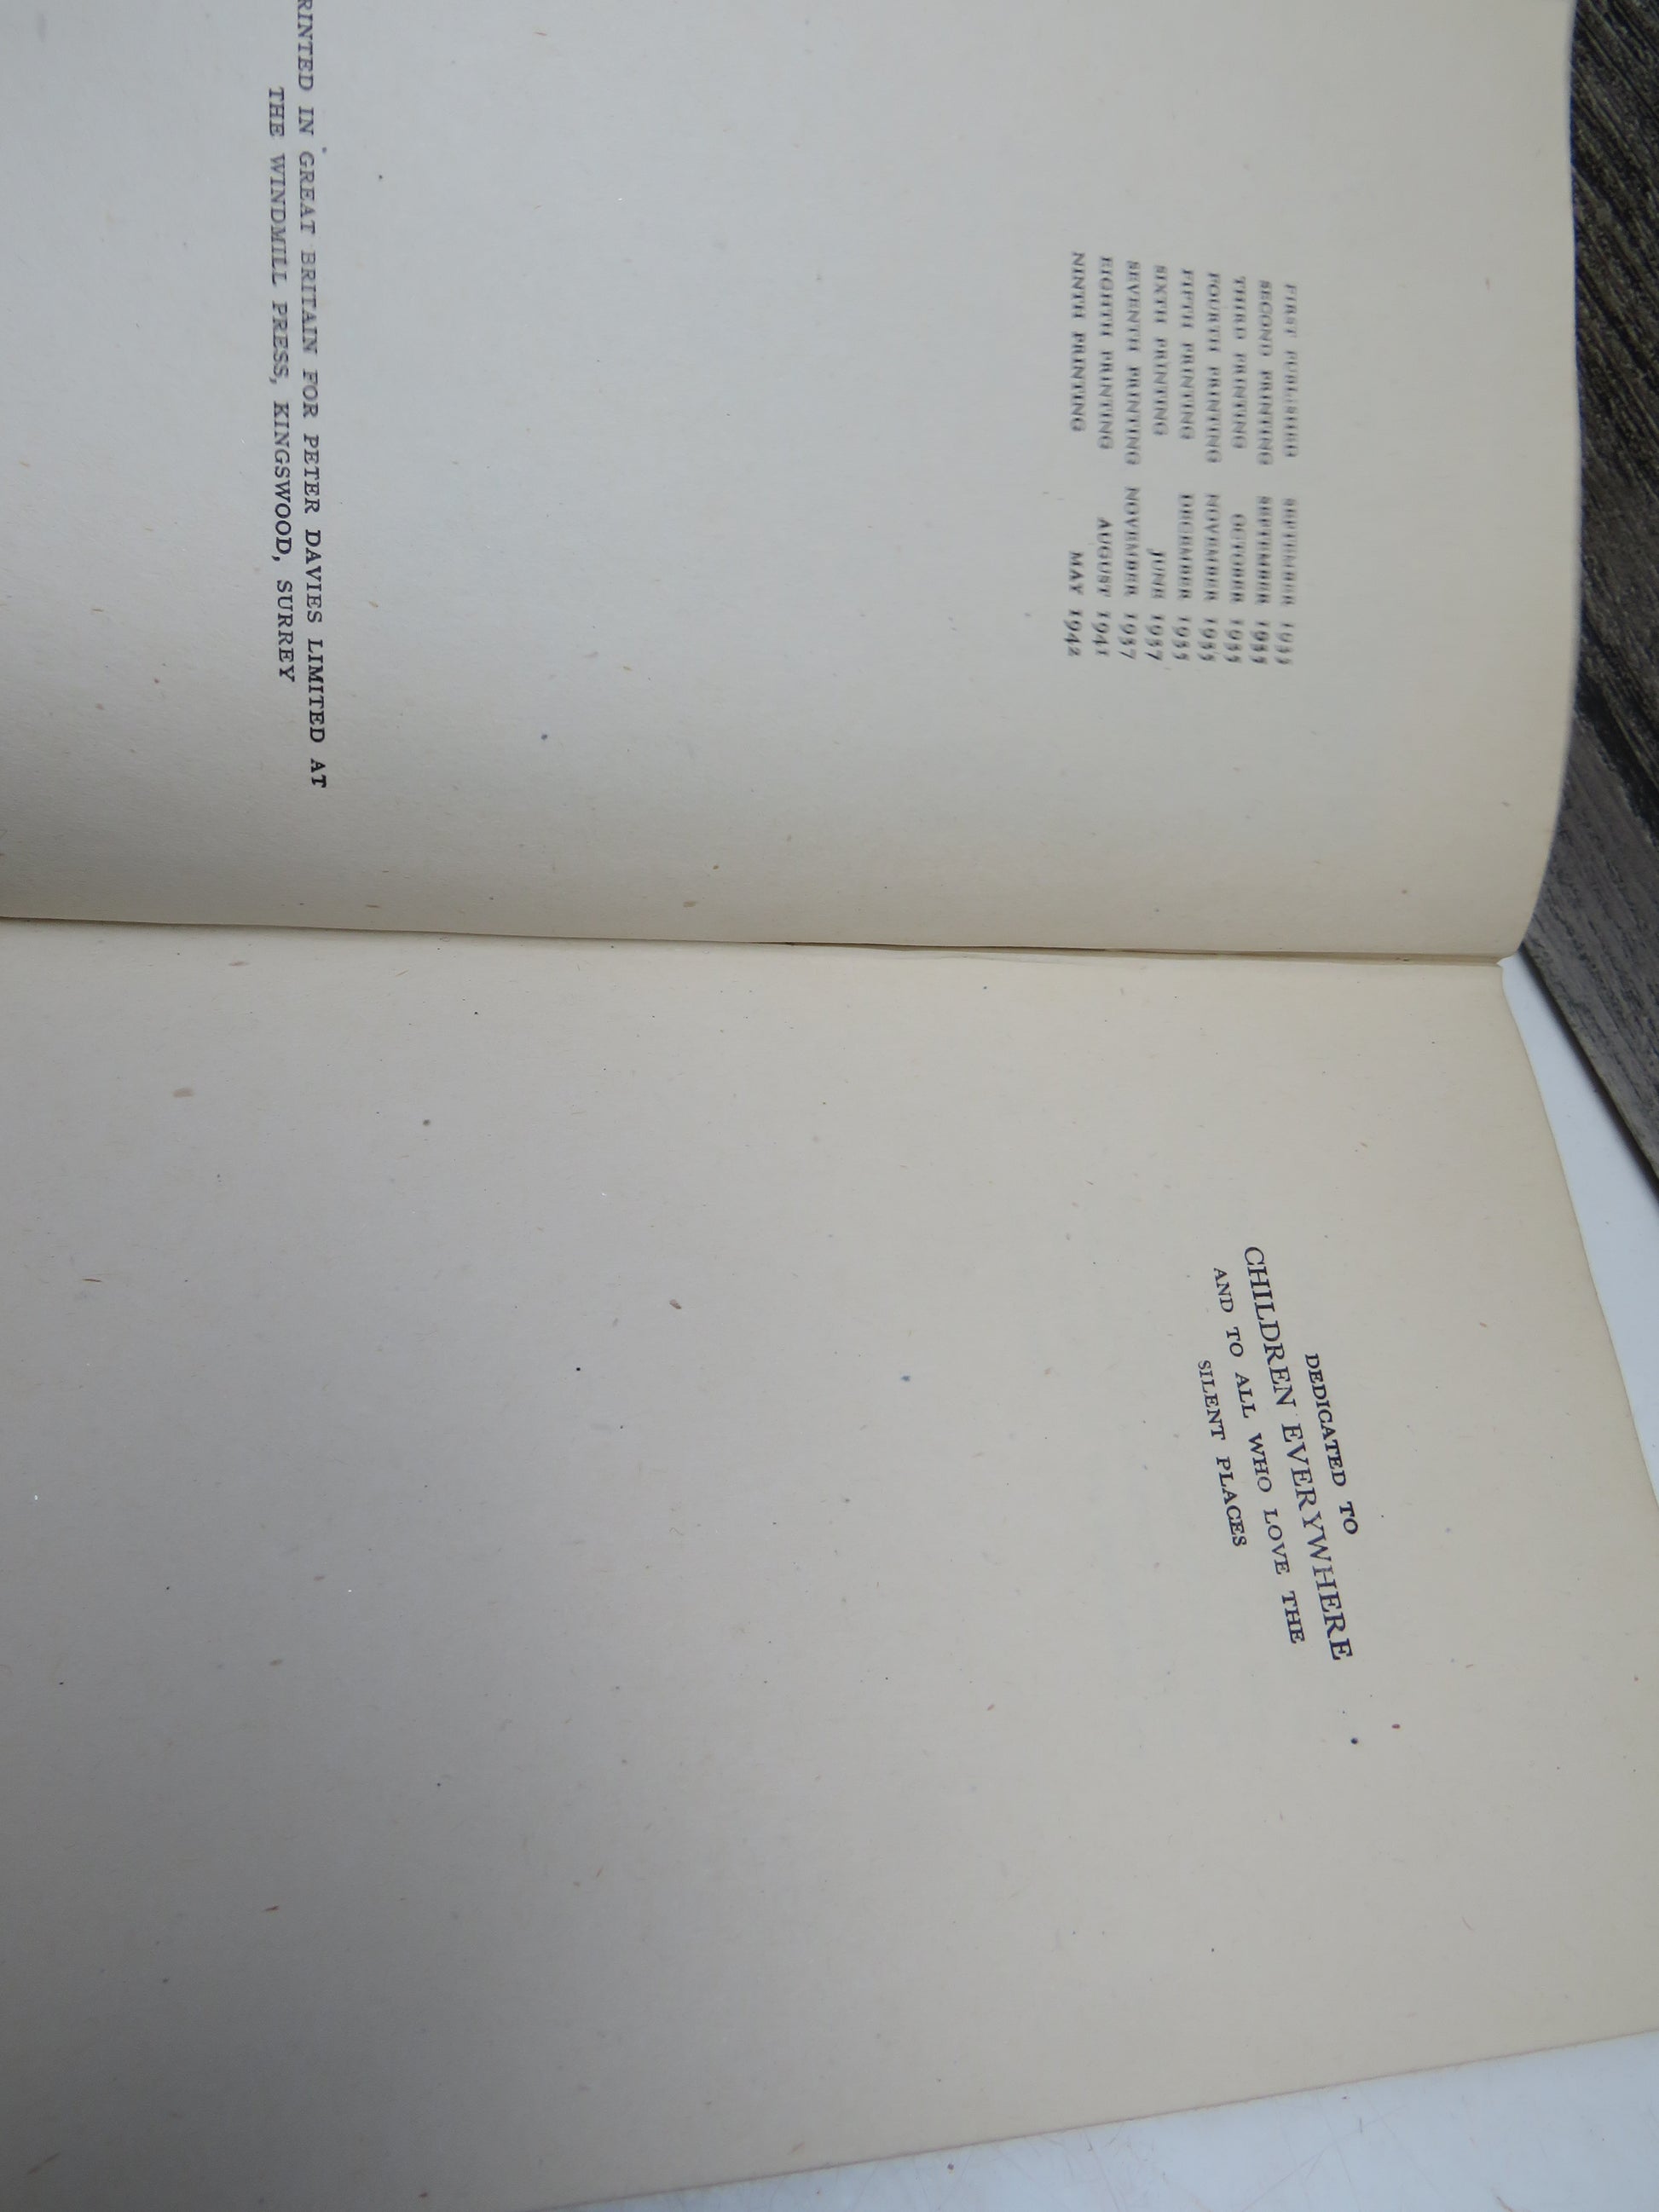 FIRST PUBLISHED SEPTEMBER 1935
SECOND PRINTING SEPTEMBER 1935
THIRD PRINTING OCTOBER 1935
FOURTH PRINTING NOVEMBER 1935
FIFTH PRINTING DECEMBER 1935
SIXTH PRINTING JUNE 1937
SEVENTH PRINTING NOVEMBER 1937
EIGHTH PRINTING AUGUST 1941
NINTH PRINTING MAY 1942
RINTED IN GREAT BRITAIN FOR PETER DAVIES LIMITED AT
THE WINDMILL PRESS, KINGSWOOD, SURREY
DEDICATED TO
CHILDREN EVERYWHERE
AND TO ALL WHO LOVE THE
SILENT PLACES